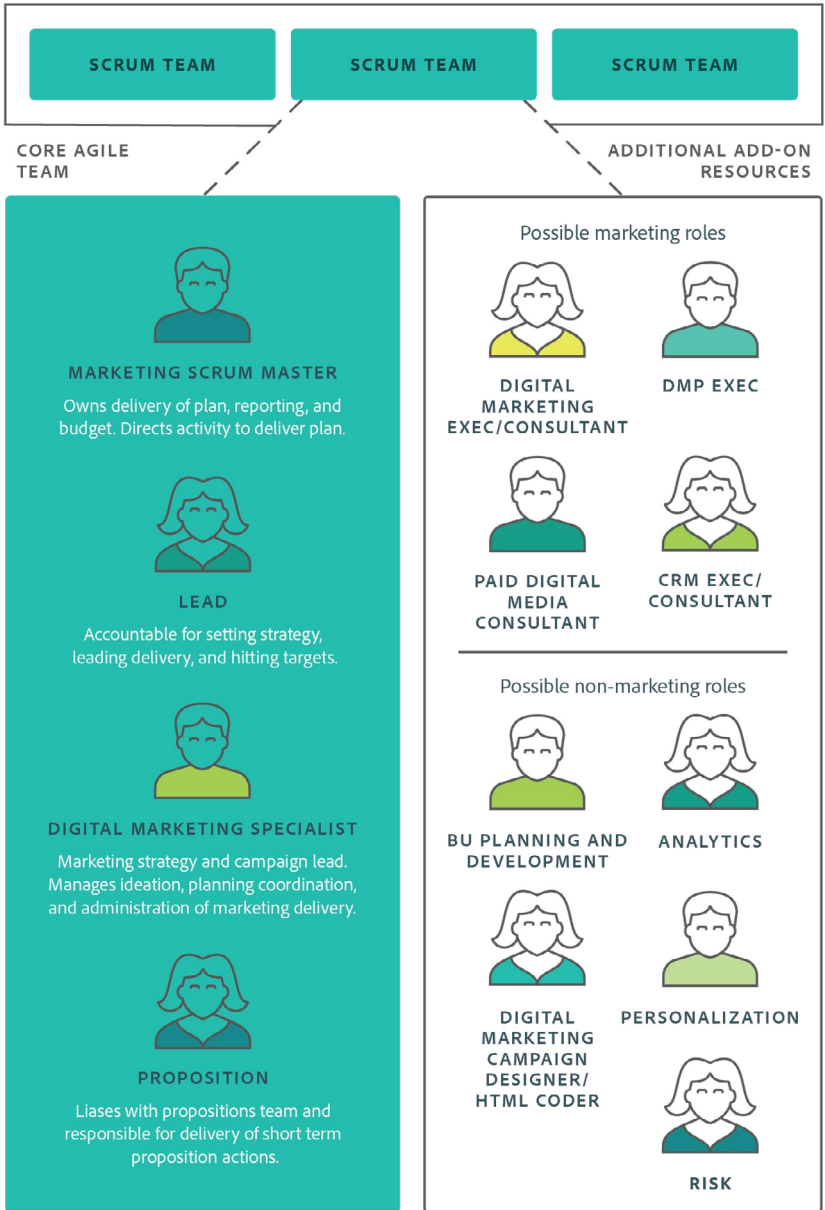 SCRUM TEAM
SCRUM TEAM
SCRUM TEAM
CORE AGILE
TEAM
ADDITIONAL ADD-ON
RESOURCES
MARKETING SCRUM MASTER
Owns delivery of plan, reporting, and
budget. Directs activity to deliver plan.
LEAD
Accountable for setting strategy,
leading delivery, and hitting targets.
DIGITAL MARKETING SPECIALIST
Marketing strategy and campaign lead.
Manages ideation, planning coordination,
and administration of marketing delivery.
PROPOSITION
Liases with propositions team and
responsible for delivery of short term
proposition actions.
Possible marketing roles
DIGITAL
MARKETING
EXEC/CONSULTANT
DMP EXEC
PAID DIGITAL
MEDIA
CONSULTANT
CRM EXEC/
CONSULTANT
Possible non-marketing roles
BU PLANNING AND
DEVELOPMENT
ANALYTICS
DIGITAL
MARKETING
CAMPAIGN
DESIGNER/
HTML CODER
PERSONALIZATION
RISK